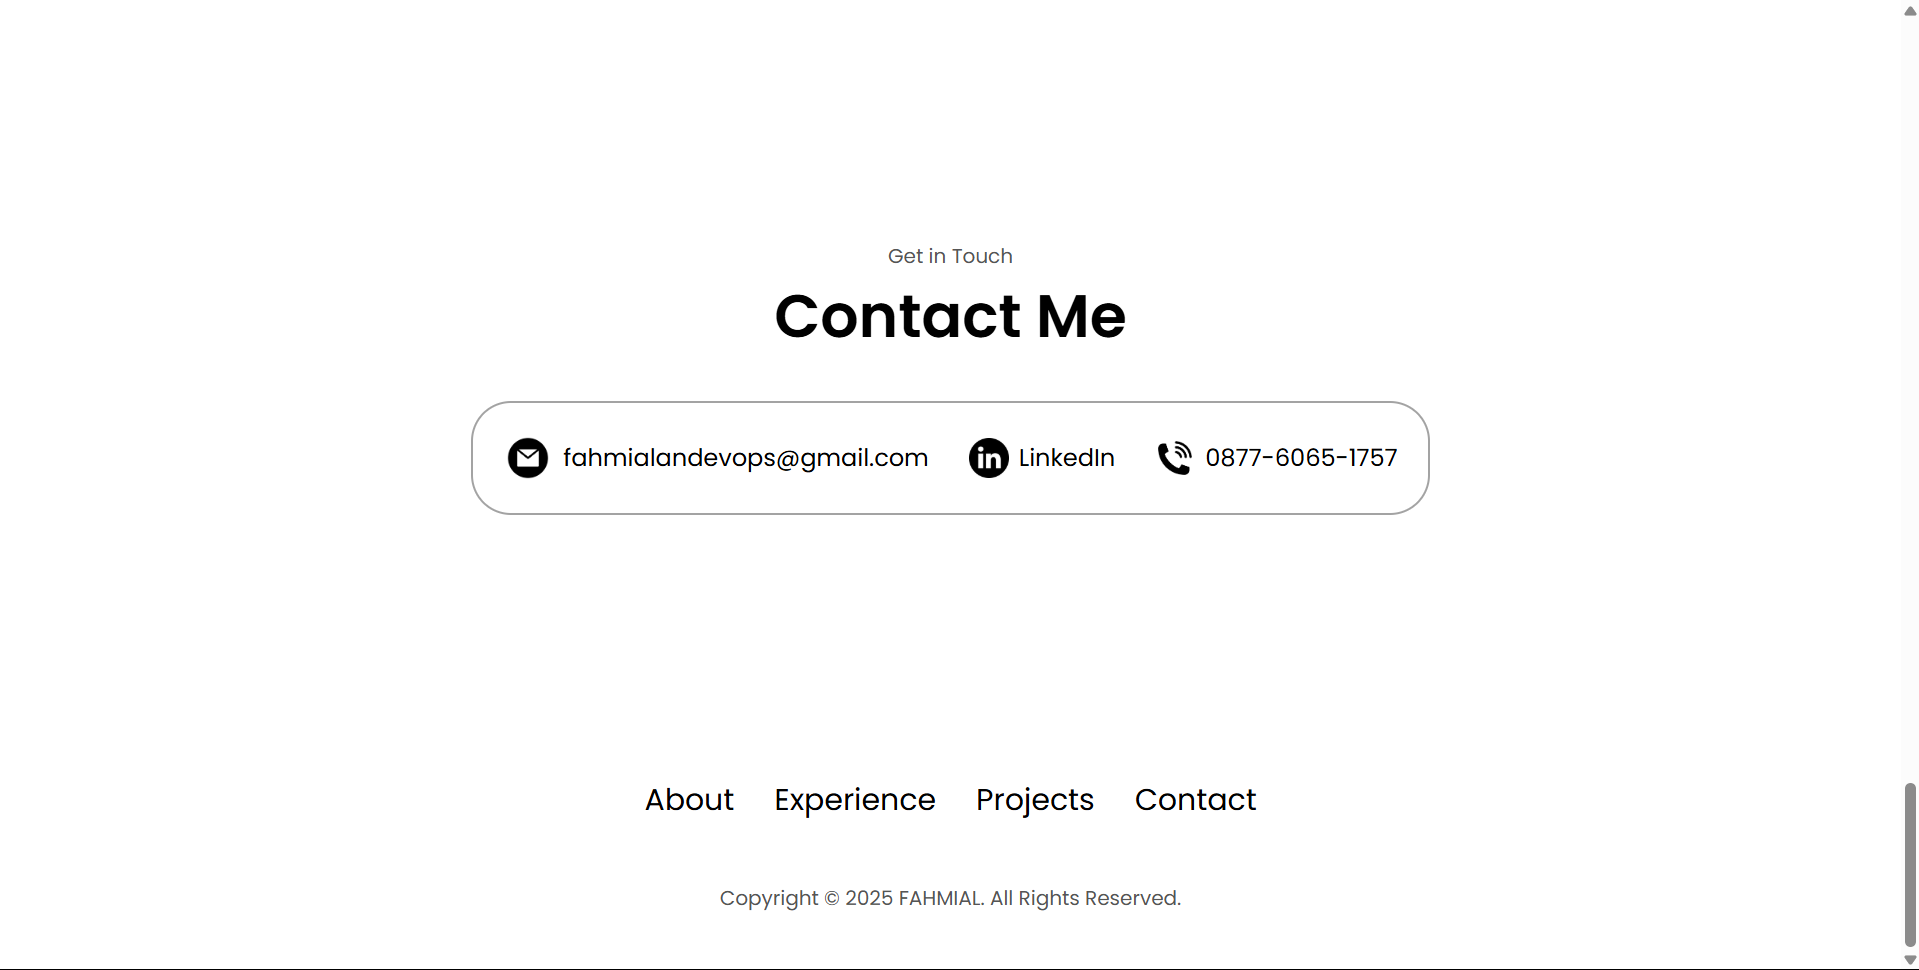 Get in Touch
Contact Me
fahmialandevops@gmail.com LinkedIn 0877-6065-1757
About Experience Projects Contact
Copyright © 2025 FAHMIAL. All Rights Reserved.